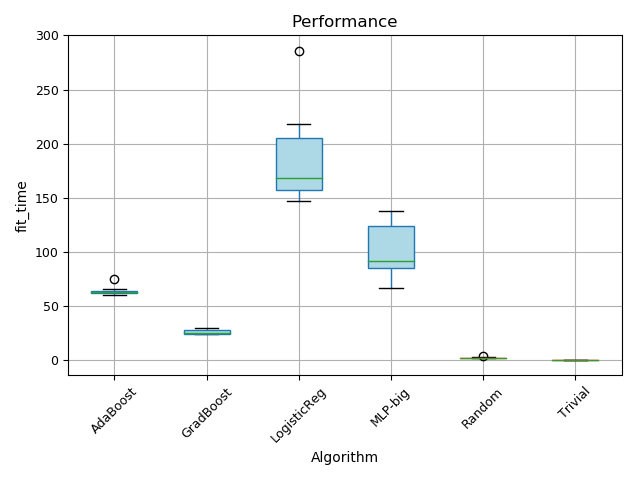 Performance
300
250
200
150
100
50
0
fit_time
AdaBoost
GradBoost
LogisticReg
MLP-big
Random
Trivial
Algorithm